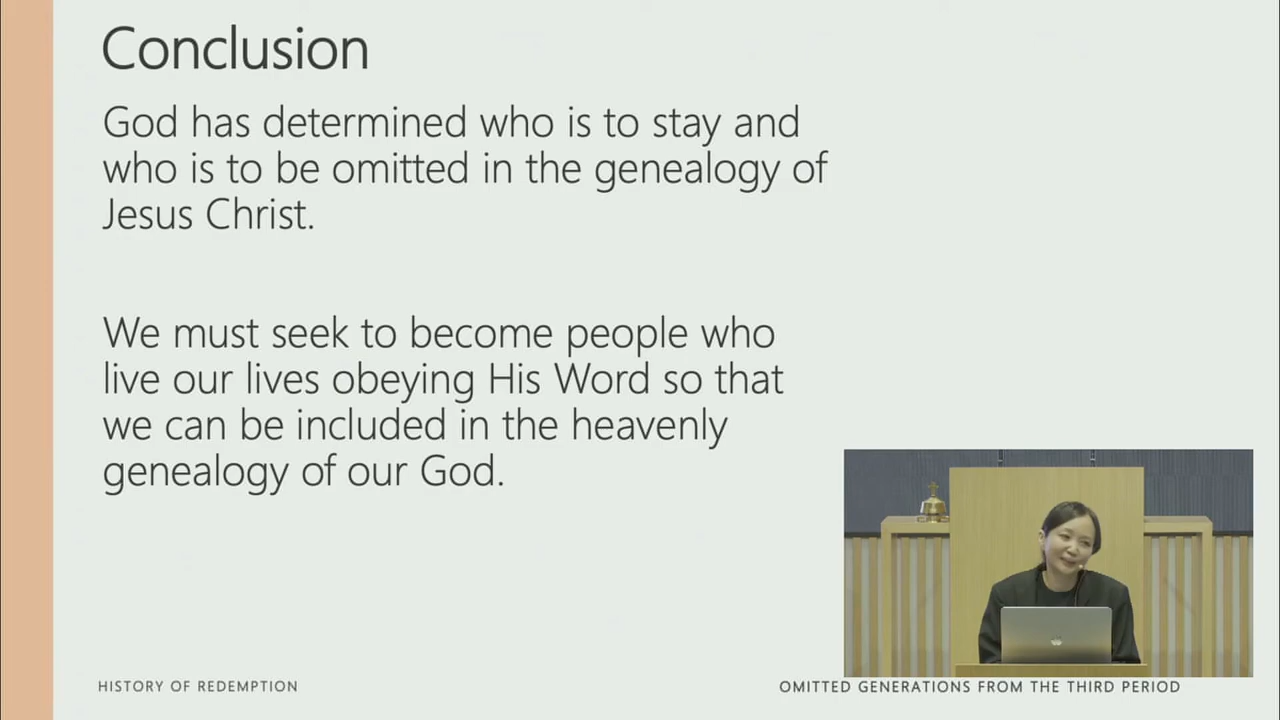 Conclusion
God has determined who is to stay and
who is to be omitted in the genealogy of
Jesus Christ.
We must seek to become people who
live our lives obeying His Word so that
we can be included in the heavenly
genealogy of our God.
HISTORY OF REDEMPTION
OMITTED GENERATIONS FROM THE THIRD PERIOD